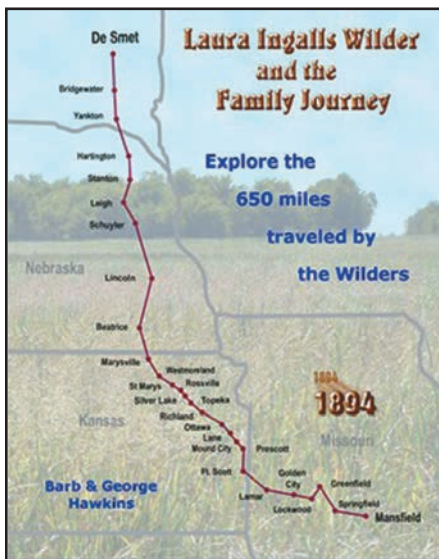 Laura Ingalls Wilder
and the
Family Journey
De Smet
Bridgewater
Yankton
Hartington
Stanton
Leigh
Schuyler
Explore the
650 miles
traveled by
the Wilders
Nebraska
Lincoln
Beatrice
Marysville
Westmoreland
St Marys
Rossville
Silver Lake
Topeka
Richland
Ottawa
Lane
Mound City
Prescott
Ft. Scott
Kansas
1894
1894
Missouri
Lamar
Golden
City
Lockwood
Greenfield
Springfield
Mansfield
Barb & George
Hawkins